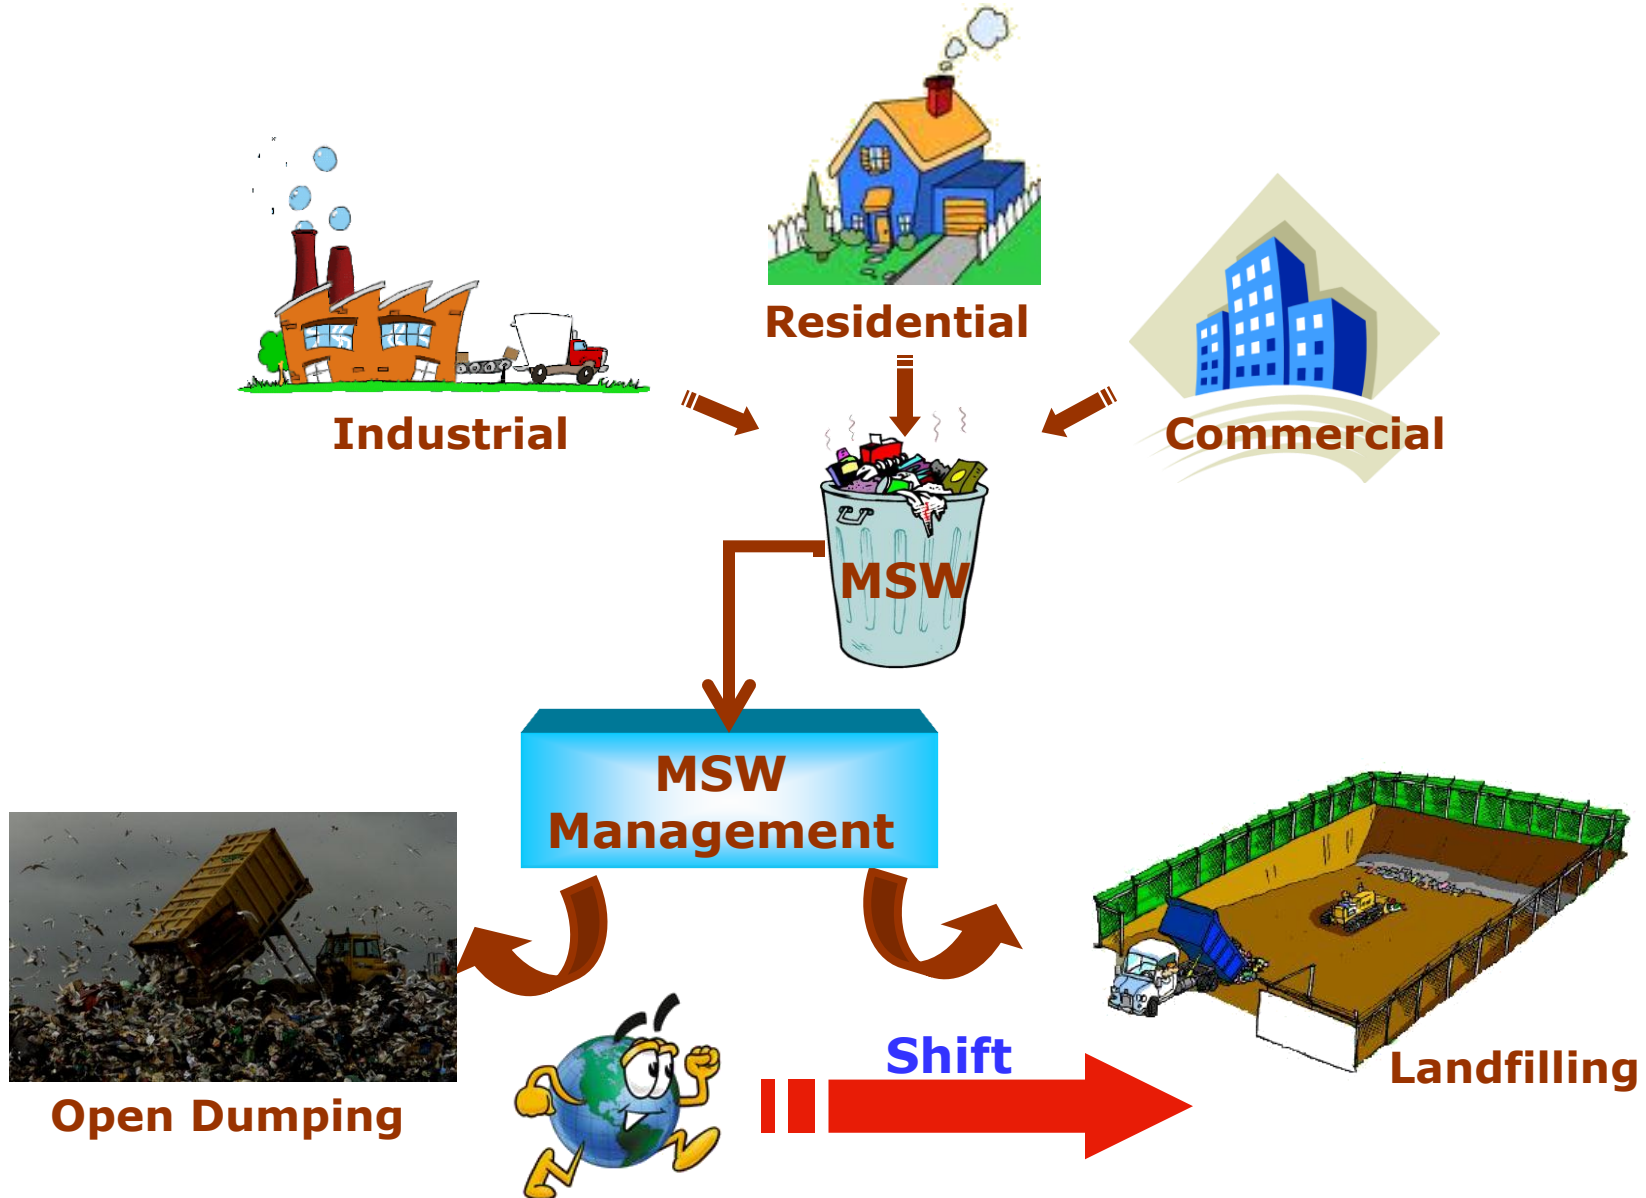 Residential
Industrial
Commercial
MSW
MSW
Management
Shift
Landfilling
Open Dumping